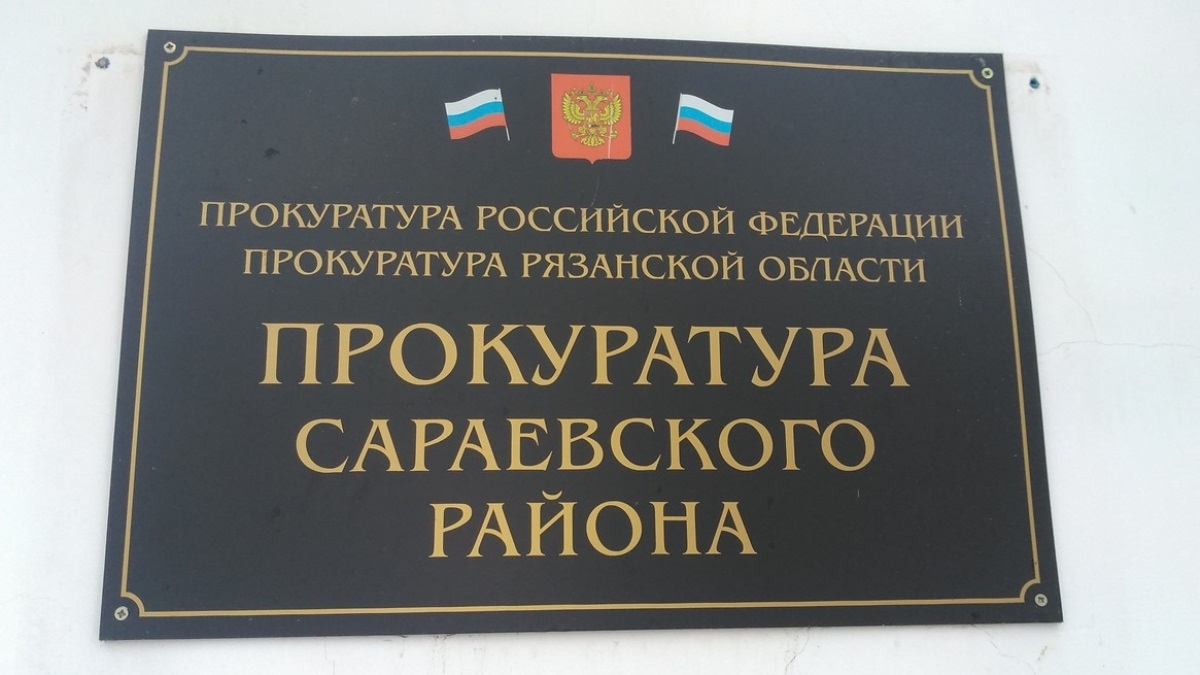 ПРОКУРАТУРА РОССИЙСКОЙ ФЕДЕРАЦИИ
ПРОКУРАТУРА РЯЗАНСКОЙ ОБЛАСТИ
ПРОКУРАТУРА
САРАЕВСКОГО
РАЙОНА